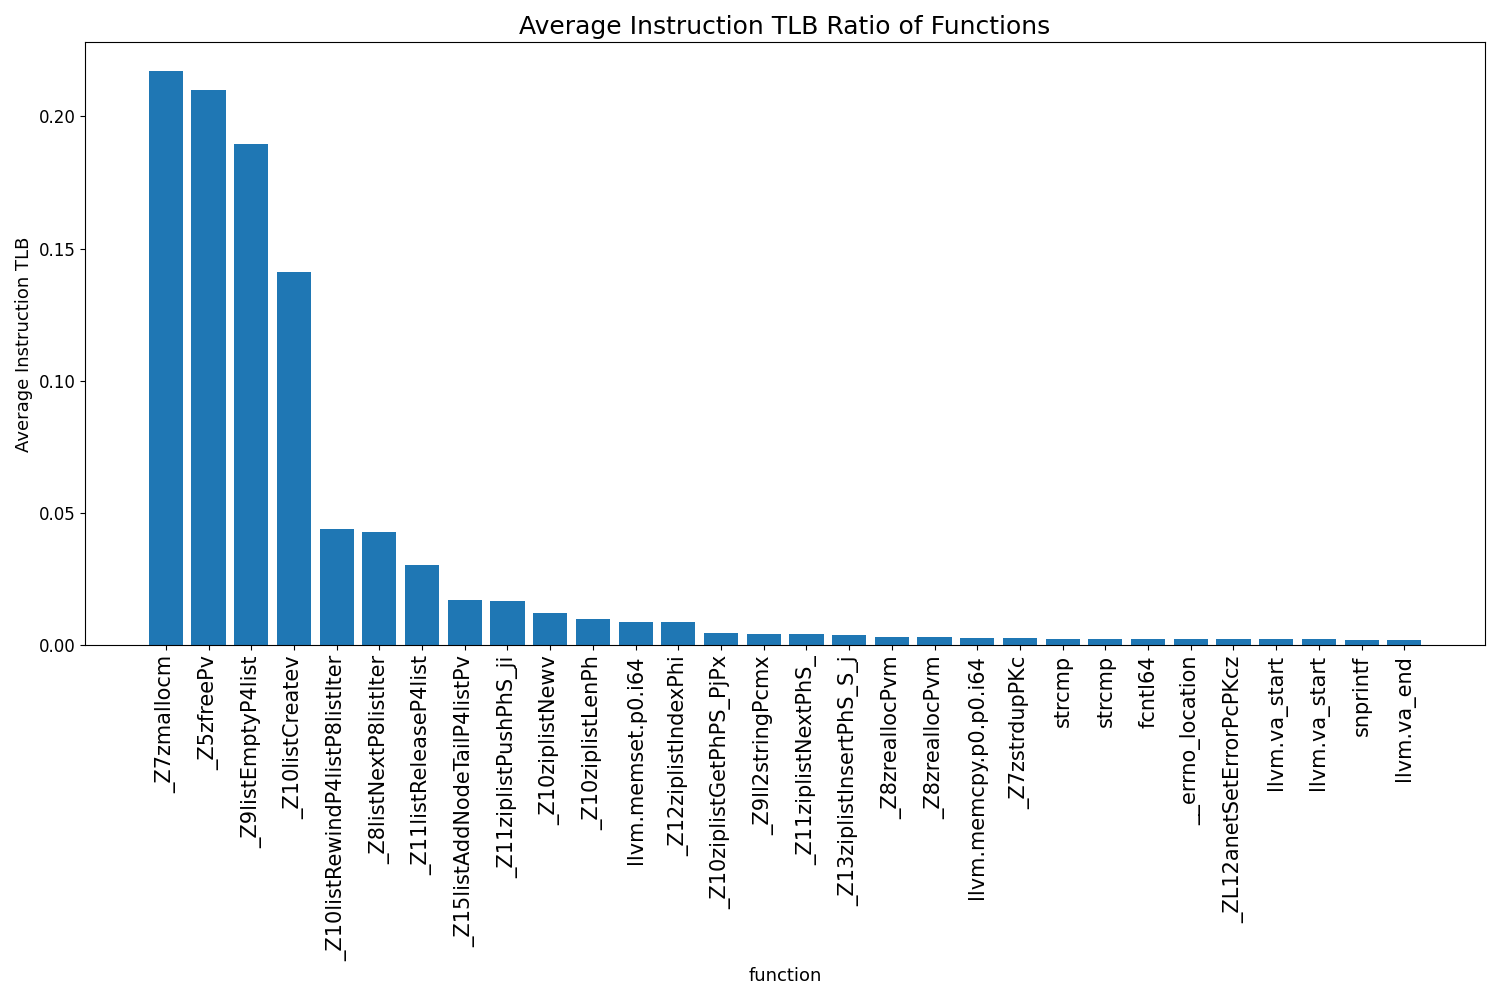 Average Instruction TLB Ratio of Functions
Average Instruction TLB
0.20
0.15
0.10
0.05
0.00
_Z7zmallocm
_Z5zfreePv
_Z9listEmptyP4list
_Z10listCreatev
_Z10listRewindP4listP8listIter
_Z8listNextP8listIter
_Z11listReleaseP4list
_Z15listAddNodeTailP4listPv
_Z11ziplistPushPhS_ji
_Z10ziplistNewv
_Z10ziplistLenPh
llvm.memset.p0.i64
_Z12ziplistIndexPhi
_Z10ziplistGetPhPS_PjPx
_Z9ll2stringPcmx
_Z11ziplistNextPhS_
_Z13ziplistInsertPhS_S_j
_Z8zreallocPvm
_Z8zreallocPvm
llvm.memcpy.p0.p0.i64
_Z7zstrdupPKc
strcmp
strcmp
fcntl64
__errno_location
_ZL12anetSetErrorPcPKcz
llvm.va_start
llvm.va_start
snprintf
llvm.va_end
function